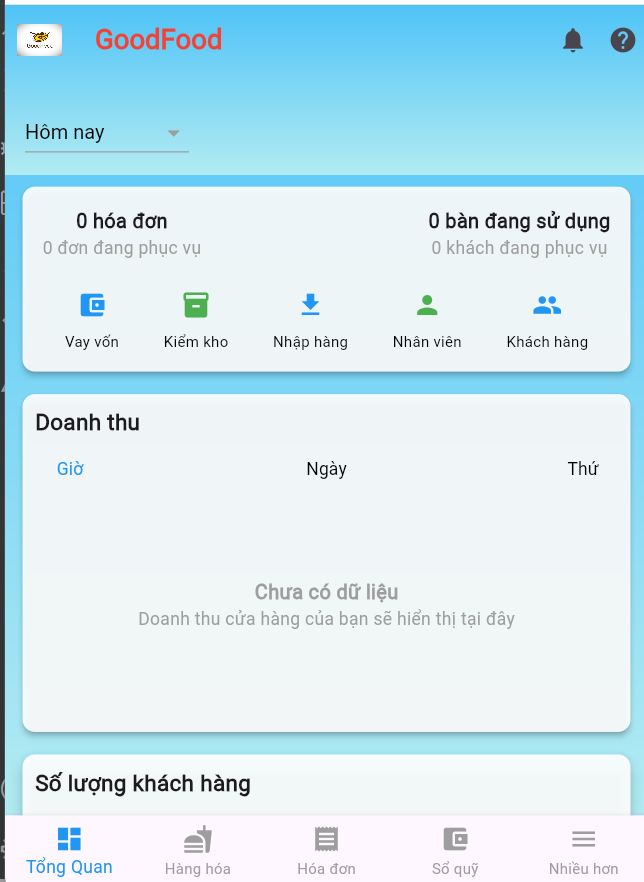 GoodFood
Hôm nay
0 hóa đơn
0 bàn đang sử dụng
0 đơn đang phục vụ
0 khách đang phục vụ
Vay vốn
Kiểm kho
Nhập hàng
Nhân viên
Khách hàng
Doanh thu
Giờ
Ngày
Thứ
Chưa có dữ liệu
Doanh thu cửa hàng của bạn sẽ hiển thị tại đây
Số lượng khách hàng
Tổng Quan
Hàng hóa
Hóa đơn
Sổ quỹ
Nhiều hơn